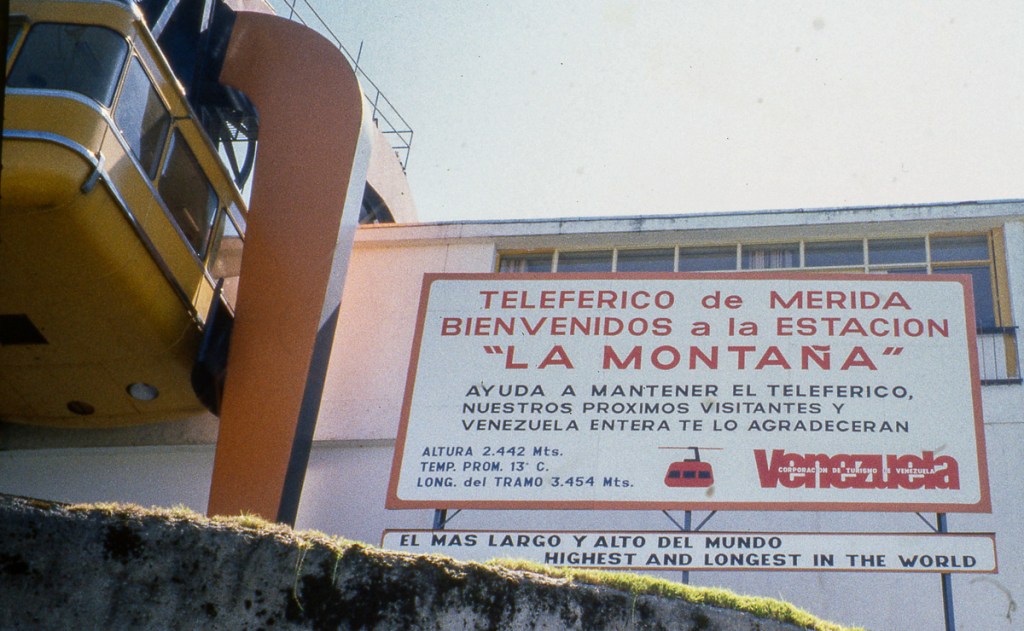 TELEFERICO de MERIDA
BIENVENIDOS a la ESTACION
"LA MONTAÑA"
AYUDA A MANTENER EL TELEFERICO,
NUESTROS PROXIMOS VISITANTES Y
VENEZUELA ENTERA TE LO AGRADECERAN
ALTURA 2.442 Mts.
TEMP. PROM. 13° C.
LONG. del TRAMO 3.454 Mts.
Venezuela
CORPORACION DE TURISMO DE VENEZUELA
EL MAS LARGO Y ALTO DEL MUNDO
HIGHEST AND LONGEST IN THE WORLD